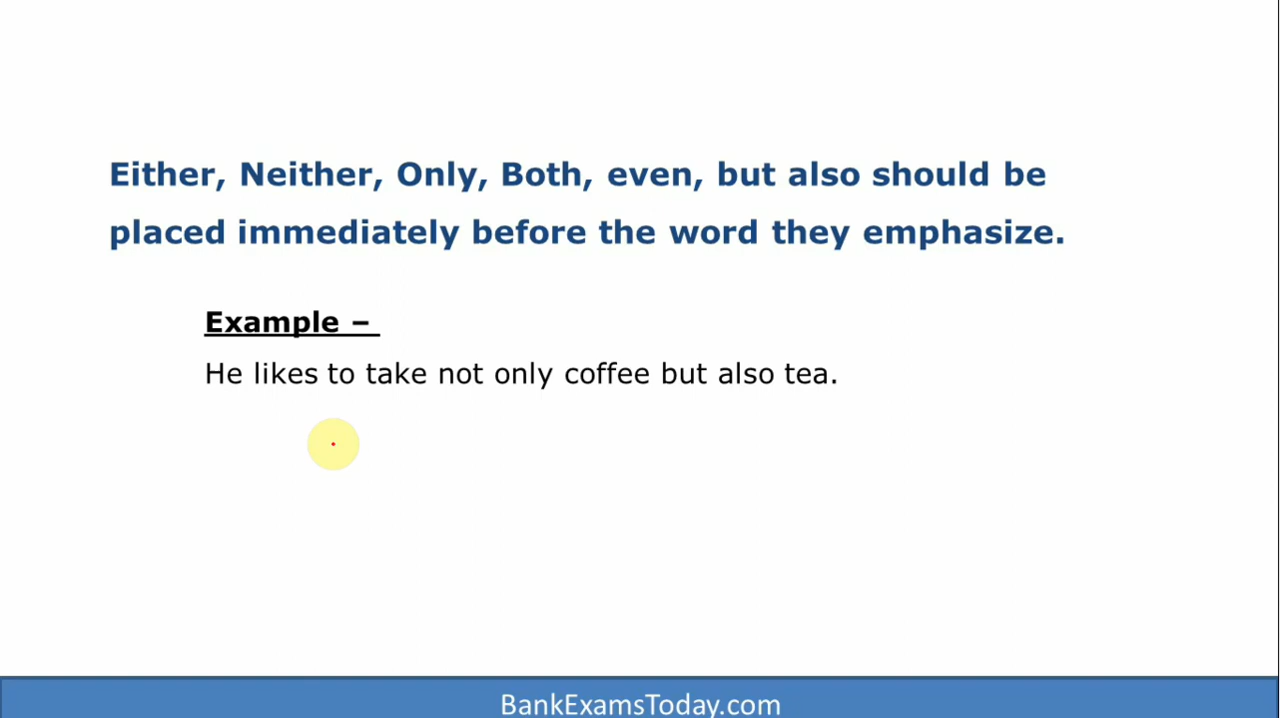 Either, Neither, Only, Both, even, but also should be
placed immediately before the word they emphasize.
Example –
He likes to take not only coffee but also tea.
BankExamsToday.com